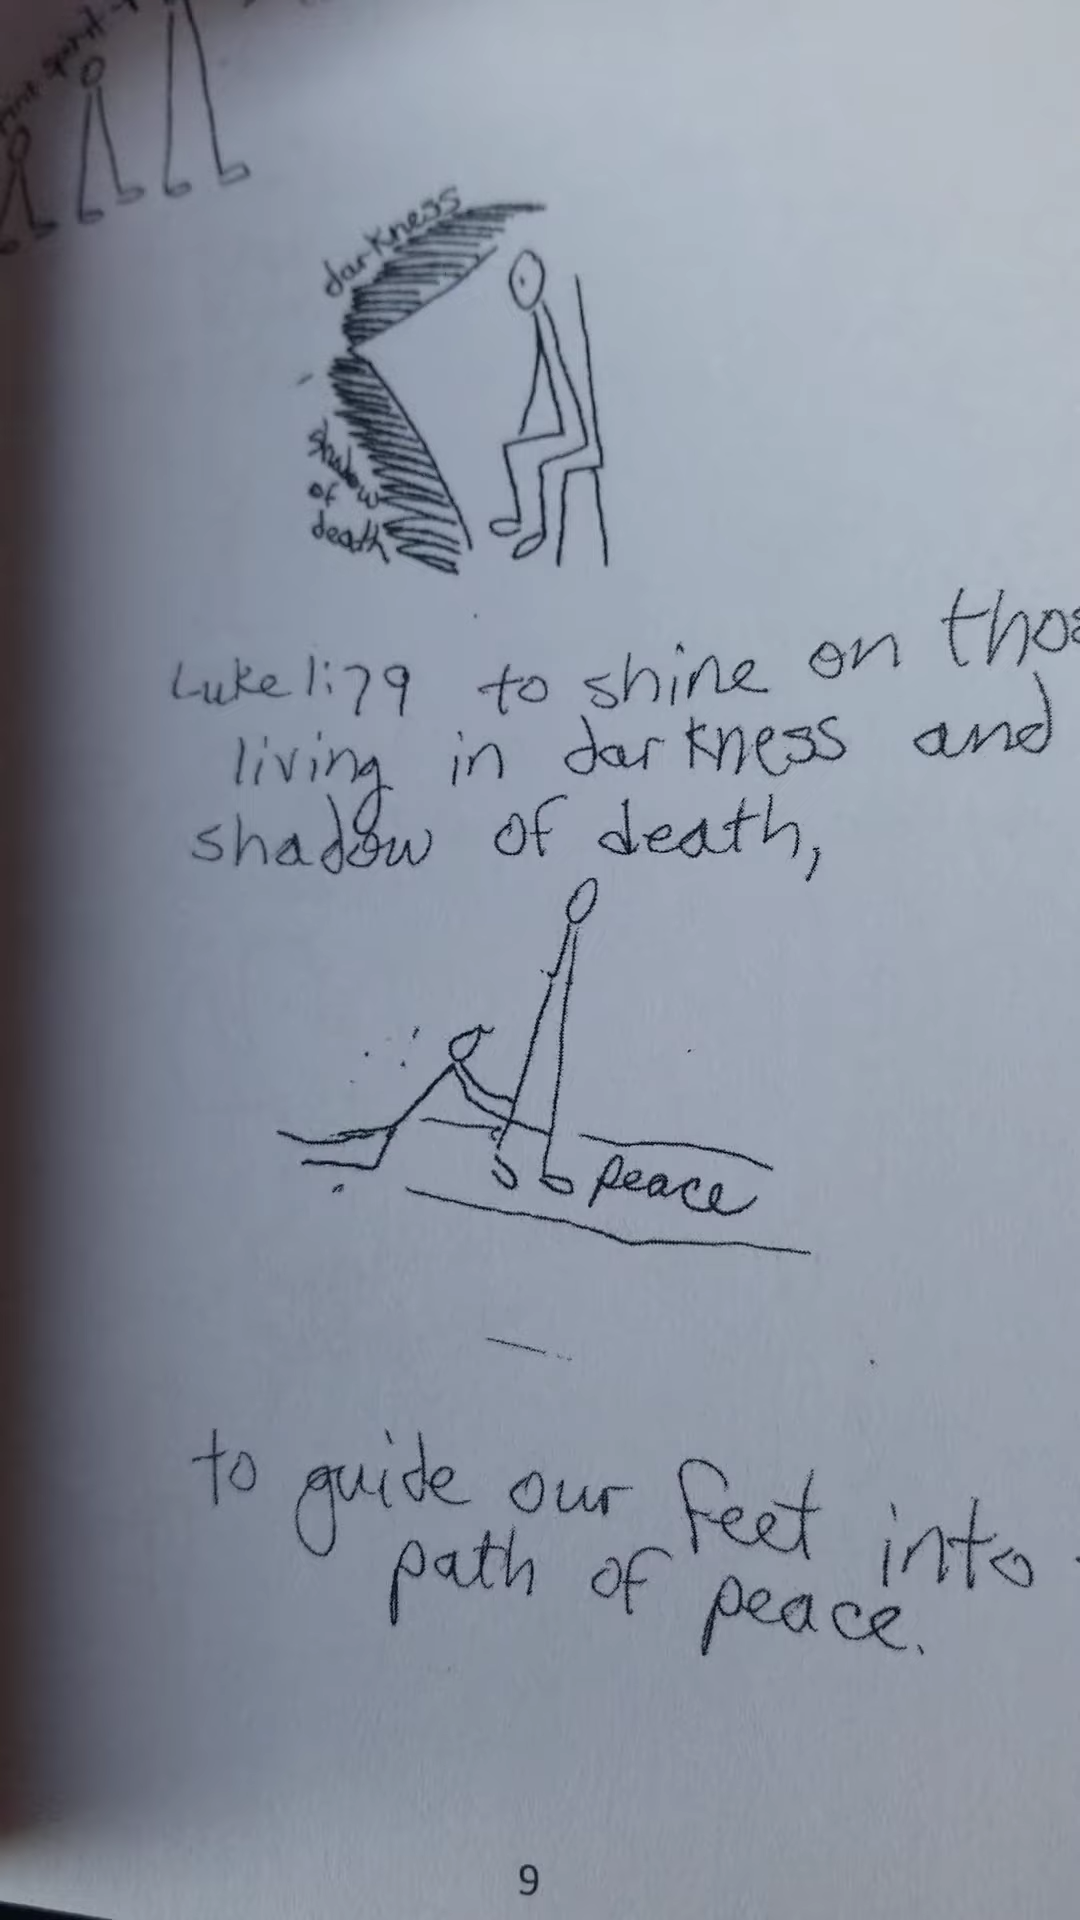 darkness
shadow
of
death
Luke 1:79 to shine on
living in darkness and
shadow of death,
peace
to guide our feet into
path of peace.
9